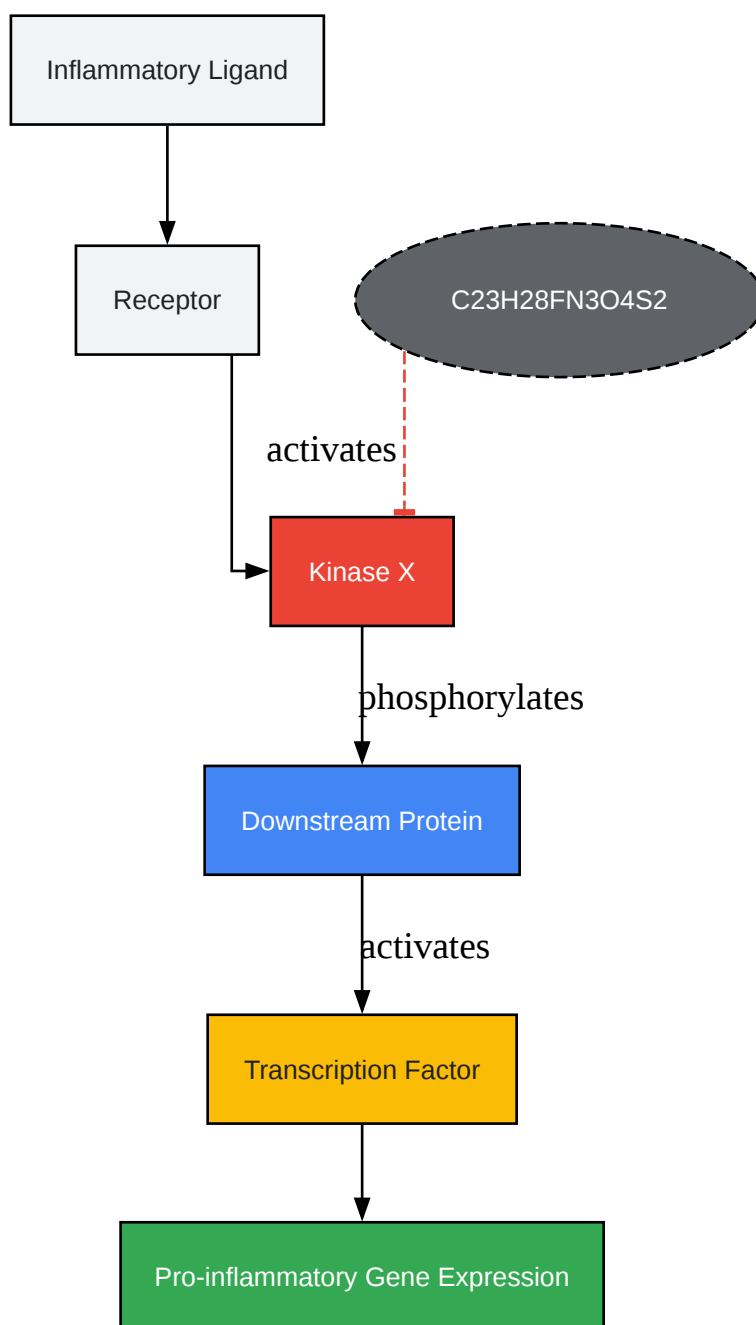 Inflammatory Ligand
Receptor
C23H28FN3O4S2
activates
Kinase X
phosphorylates
Downstream Protein
activates
Transcription Factor
Pro-inflammatory Gene Expression